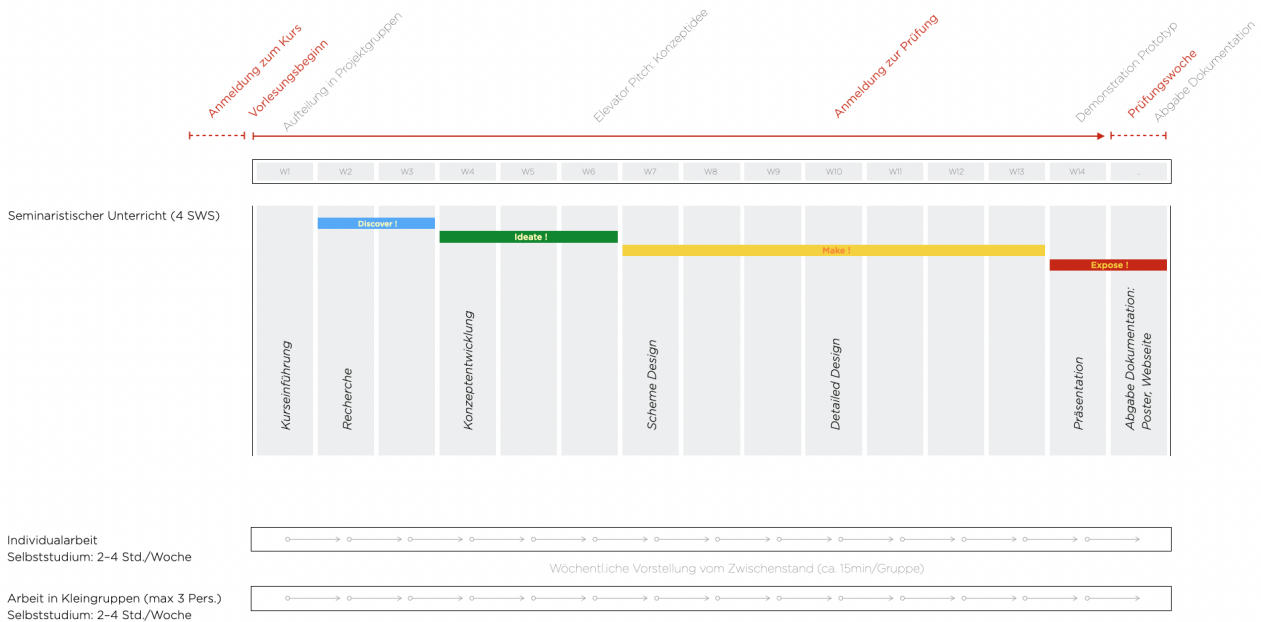 Anmeldung zum Kurs
Vorlesungsbeginn
Aufteilung in Projektgruppen
Elevator Pitch: Konzeptidee
Anmeldung zur Prüfung
Demonstration Prototyp
Prüfungswoche
Abgabe Dokumentation
W1 W2 W3 W4 W5 W6 W7 W8 W9 W10 W11 W12 W13 W14 ..
Seminaristischer Unterricht (4 SWS)
Discover !
Ideate !
Make !
Expose !
Kurseinführung
Recherche
Konzeptentwicklung
Scheme Design
Detailed Design
Präsentation
Abgabe Dokumentation:
Poster, Webseite
Individualarbeit
Selbststudium: 2–4 Std./Woche
Wöchentliche Vorstellung vom Zwischenstand (ca. 15min/Gruppe)
Arbeit in Kleingruppen (max 3 Pers.)
Selbststudium: 2–4 Std./Woche